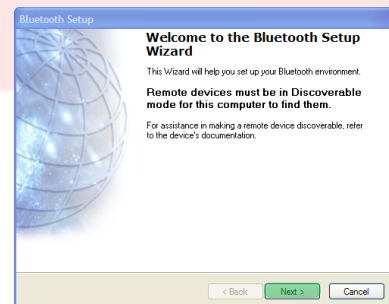 Bluetooth Setup
Welcome to the Bluetooth Setup
Wizard
This Wizard will help you set up your Bluetooth environment.
Remote devices must be in Discoverable
mode for this computer to find them.
For assistance in making a remote device discoverable, refer
to the device's documentation.
< Back Next > Cancel